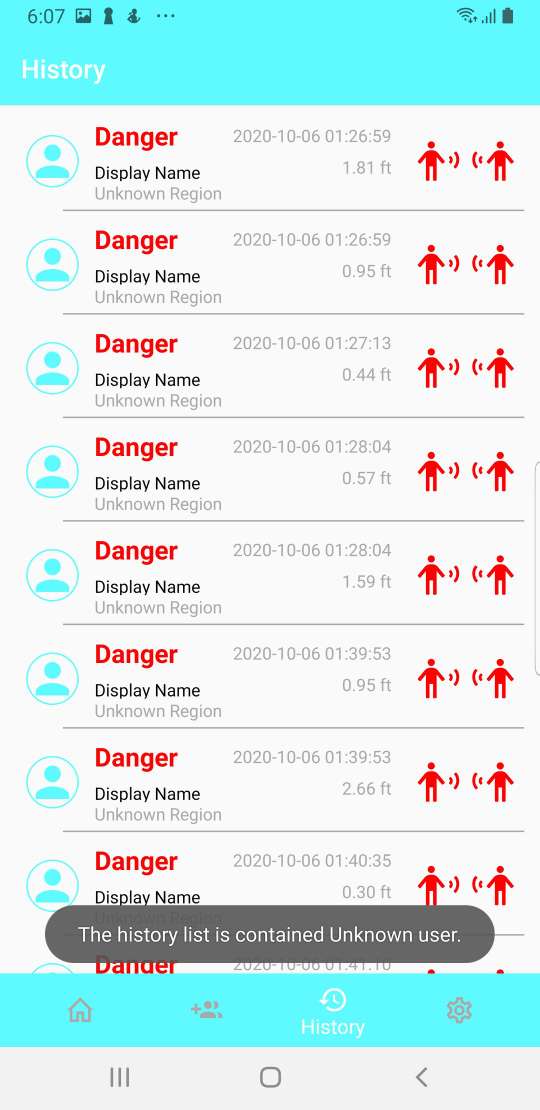 6:07
History
Danger 2020-10-06 01:26:59
1.81 ft
Display Name
Unknown Region
Danger 2020-10-06 01:26:59
0.95 ft
Display Name
Unknown Region
Danger 2020-10-06 01:27:13
0.44 ft
Display Name
Unknown Region
Danger 2020-10-06 01:28:04
0.57 ft
Display Name
Unknown Region
Danger 2020-10-06 01:28:04
1.59 ft
Display Name
Unknown Region
Danger 2020-10-06 01:39:53
0.95 ft
Display Name
Unknown Region
Danger 2020-10-06 01:39:53
2.66 ft
Display Name
Unknown Region
Danger 2020-10-06 01:40:35
0.30 ft
Display Name
Unknown Region
The history list is contained Unknown user.
Danger 2020-10-06 01:41:10
History